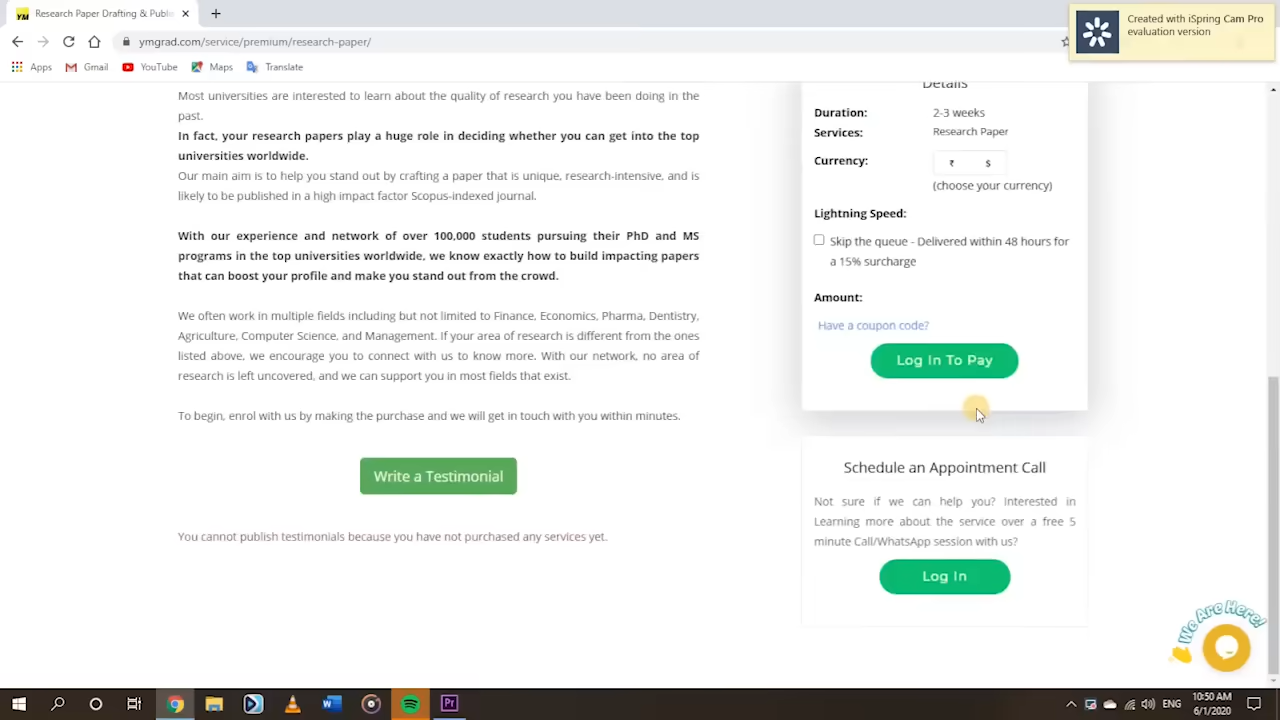 Research Paper Drafting & Publi
Created with iSpring Cam Pro
evaluation version
ymgrad.com/service/premium/research-paper/
Apps
Gmail
YouTube
Maps
Translate
Most universities are interested to learn about the quality of research you have been doing in the
past.
In fact, your research papers play a huge role in deciding whether you can get into the top
universities worldwide.
Our main aim is to help you stand out by crafting a paper that is unique, research-intensive, and is
likely to be published in a high impact factor Scopus-indexed journal.
With our experience and network of over 100,000 students pursuing their PhD and MS
programs in the top universities worldwide, we know exactly how to build impacting papers
that can boost your profile and make you stand out from the crowd.
We often work in multiple fields including but not limited to Finance, Economics, Pharma, Dentistry,
Agriculture, Computer Science, and Management. If your area of research is different from the ones
listed above, we encourage you to connect with us to know more. With our network, no area of
research is left uncovered, and we can support you in most fields that exist.
To begin, enrol with us by making the purchase and we will get in touch with you within minutes.
Write a Testimonial
You cannot publish testimonials because you have not purchased any services yet.
Details
Duration: 2-3 weeks
Services: Research Paper
Currency: ₹ $
(choose your currency)
Lightning Speed:
Skip the queue - Delivered within 48 hours for
a 15% surcharge
Amount:
Have a coupon code?
Log In To Pay
Schedule an Appointment Call
Not sure if we can help you? Interested in
Learning more about the service over a free 5
minute Call/WhatsApp session with us?
Log In
We Are Here!
ENG
10:50 AM
6/1/2020